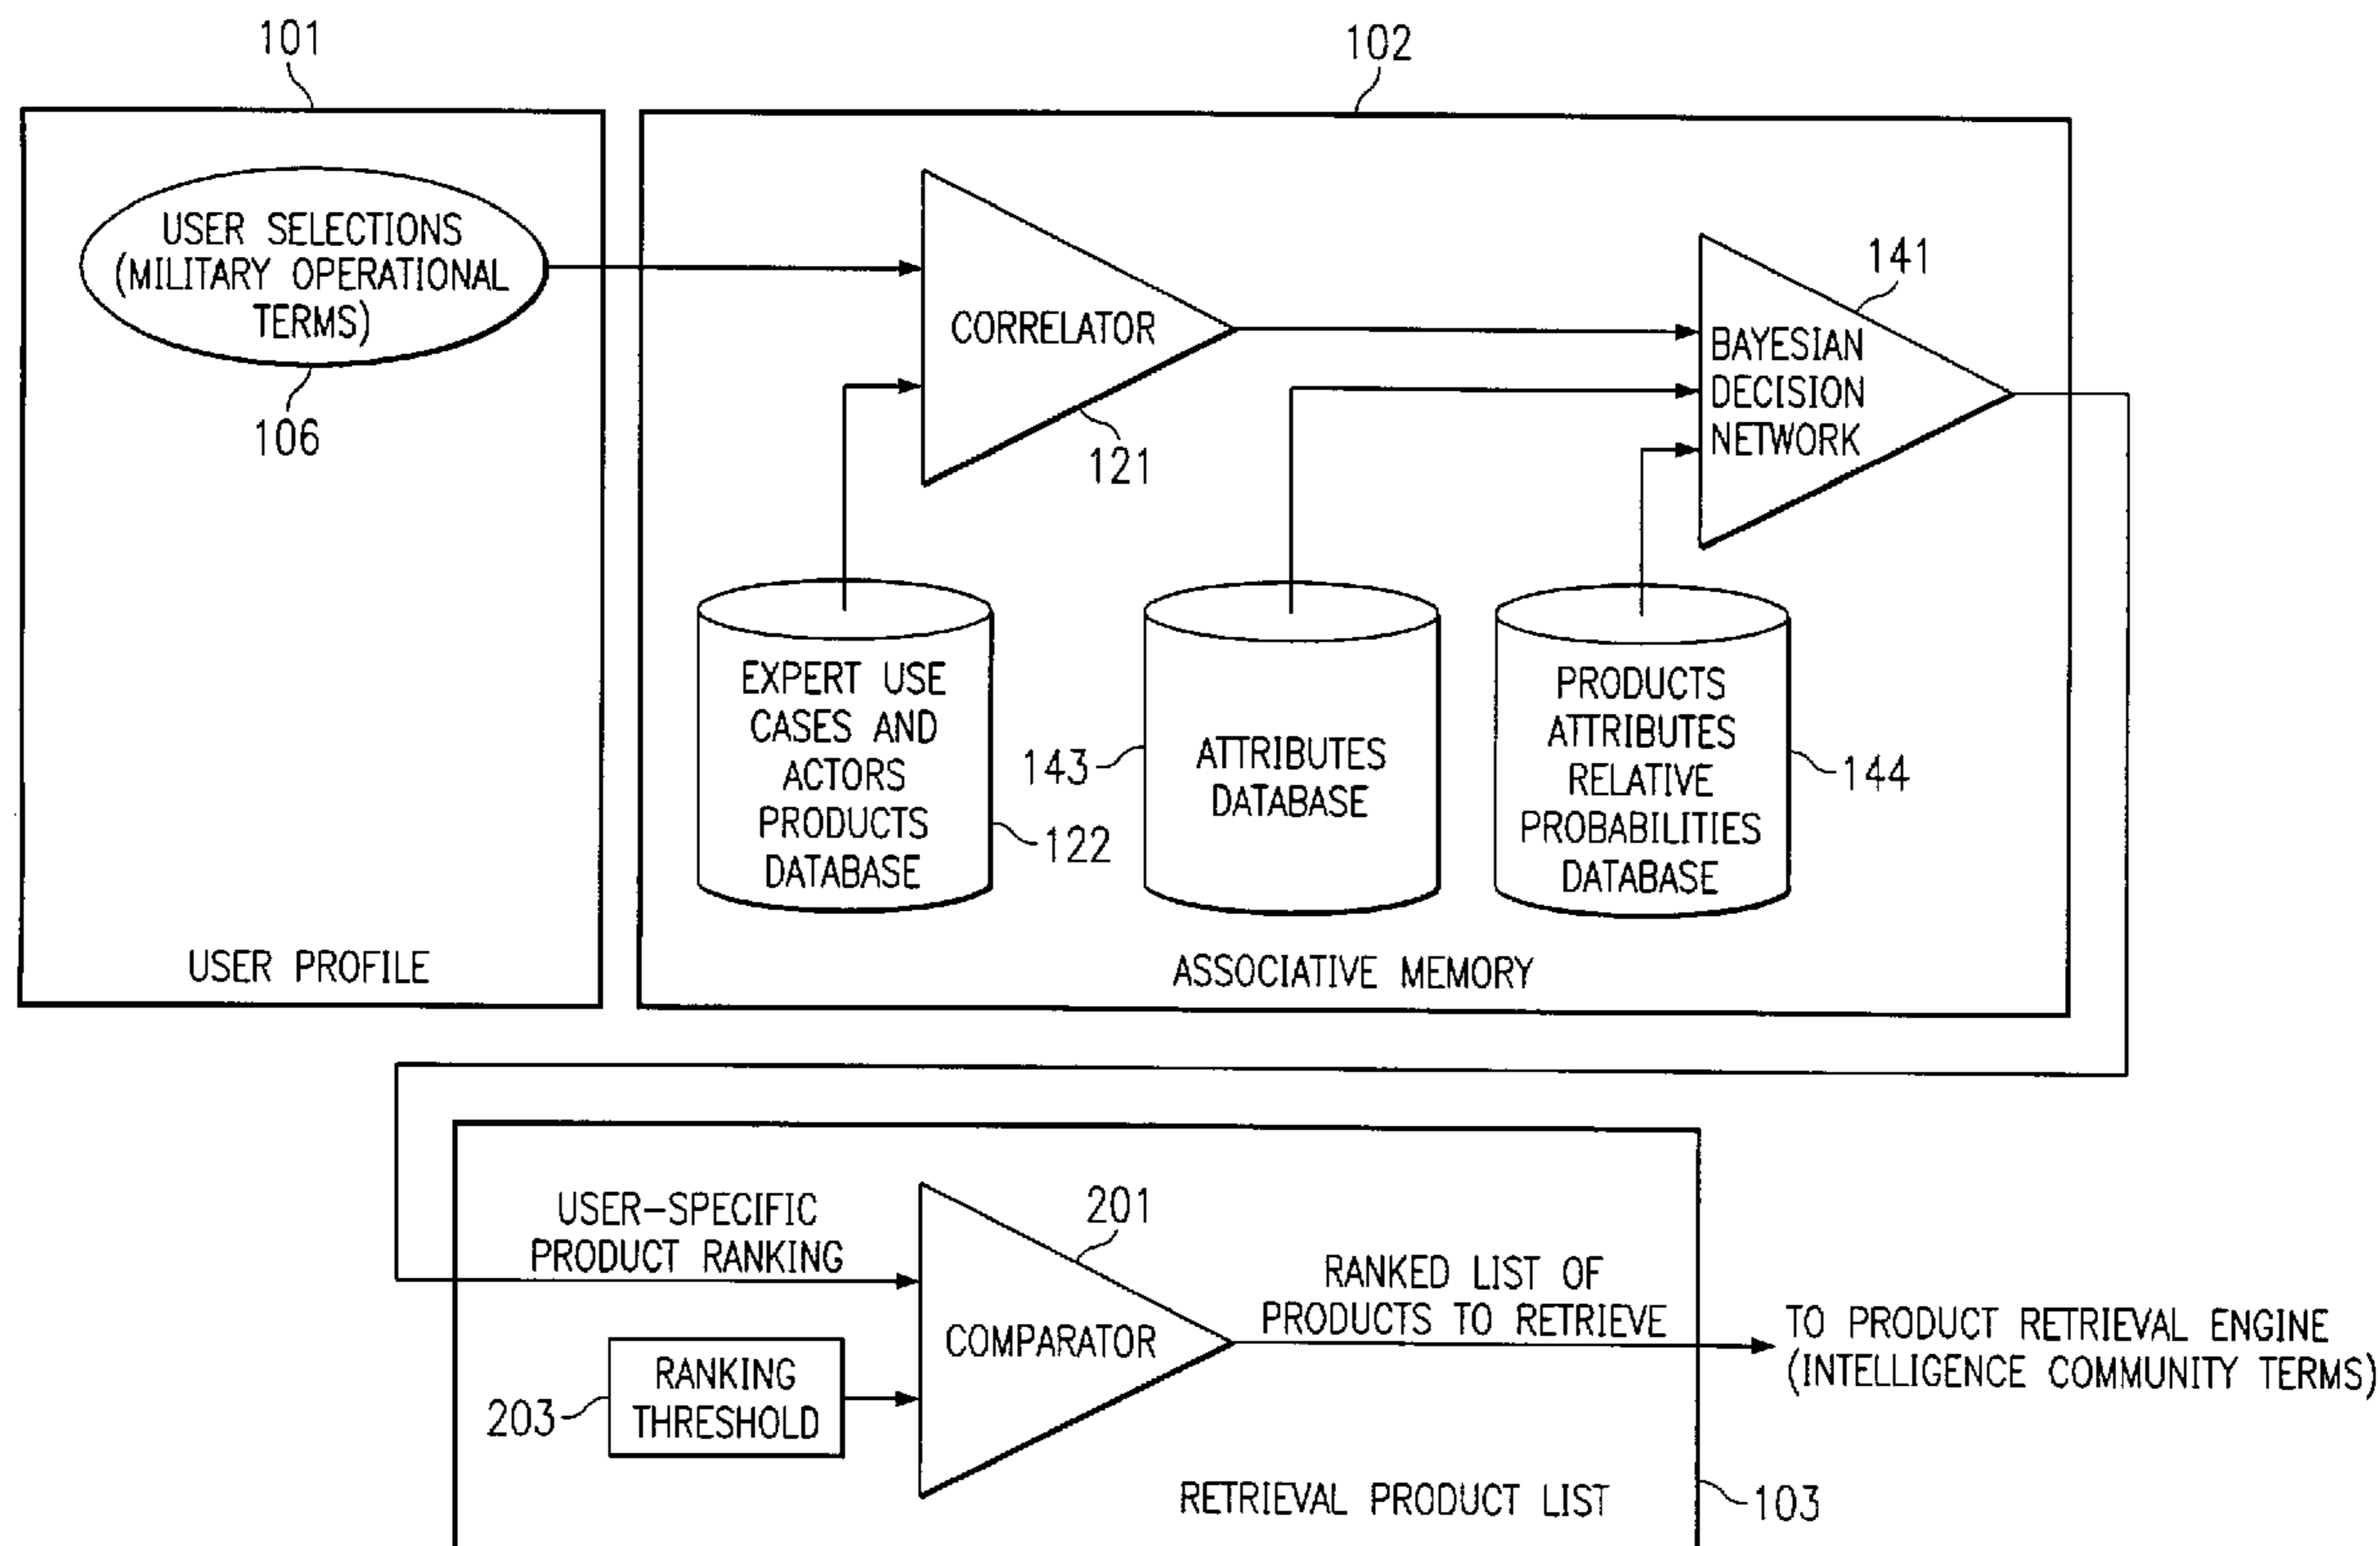 101
102
USER SELECTIONS
(MILITARY OPERATIONAL
TERMS)
106
CORRELATOR
121
141
BAYESIAN
DECISION
NETWORK
EXPERT USE
CASES AND
ACTORS
PRODUCTS
DATABASE
122
143
ATTRIBUTES
DATABASE
PRODUCTS
ATTRIBUTES
RELATIVE
PROBABILITIES
DATABASE
144
USER PROFILE
ASSOCIATIVE MEMORY
USER-SPECIFIC
PRODUCT RANKING
201
COMPARATOR
RANKING
THRESHOLD
203
RANKED LIST OF
PRODUCTS TO RETRIEVE
TO PRODUCT RETRIEVAL ENGINE
(INTELLIGENCE COMMUNITY TERMS)
RETRIEVAL PRODUCT LIST
103